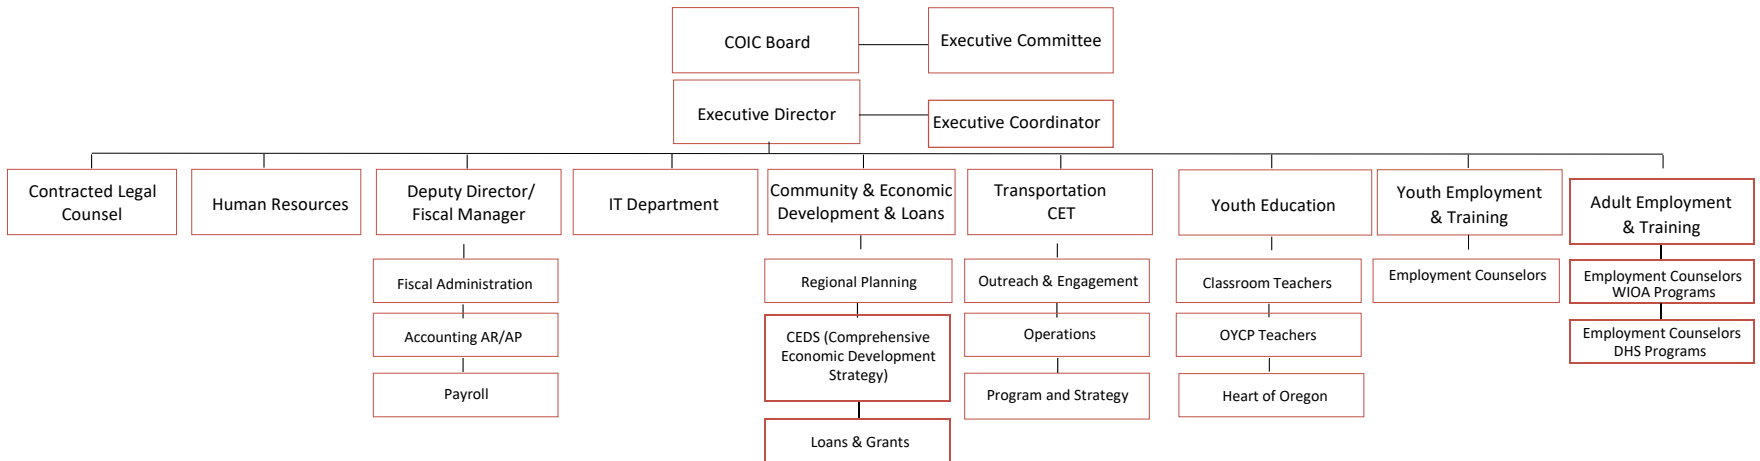 COIC Board
Executive Committee
Executive Director
Executive Coordinator
Contracted Legal
Counsel
Human Resources
Deputy Director/
Fiscal Manager
IT Department
Community & Economic
Development & Loans
Transportation
CET
Youth Education
Youth Employment
& Training
Adult Employment
& Training
Fiscal Administration
Accounting AR/AP
Payroll
Regional Planning
CEDS (Comprehensive
Economic Development
Strategy)
Loans & Grants
Outreach & Engagement
Operations
Program and Strategy
Classroom Teachers
OYCP Teachers
Heart of Oregon
Employment Counselors
Employment Counselors
WIOA Programs
Employment Counselors
DHS Programs